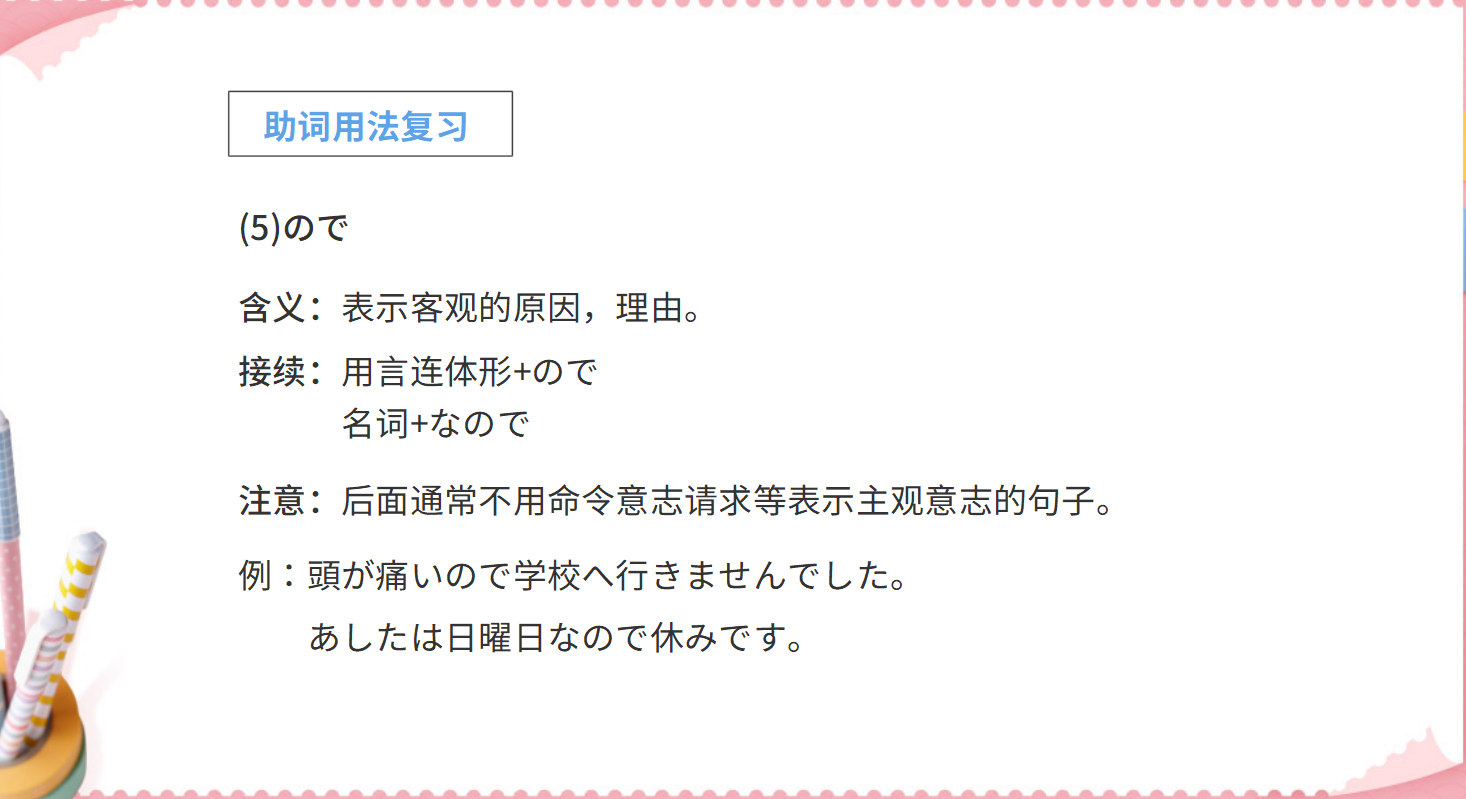 助词用法复习
(5)ので
含义：表示客观的原因，理由。
接续：用言连体形+ので
名词+なので
注意：后面通常不用命令意志请求等表示主观意志的句子。
例：頭が痛いので学校へ行きませんでした。
あしたは日曜日なので休みです。